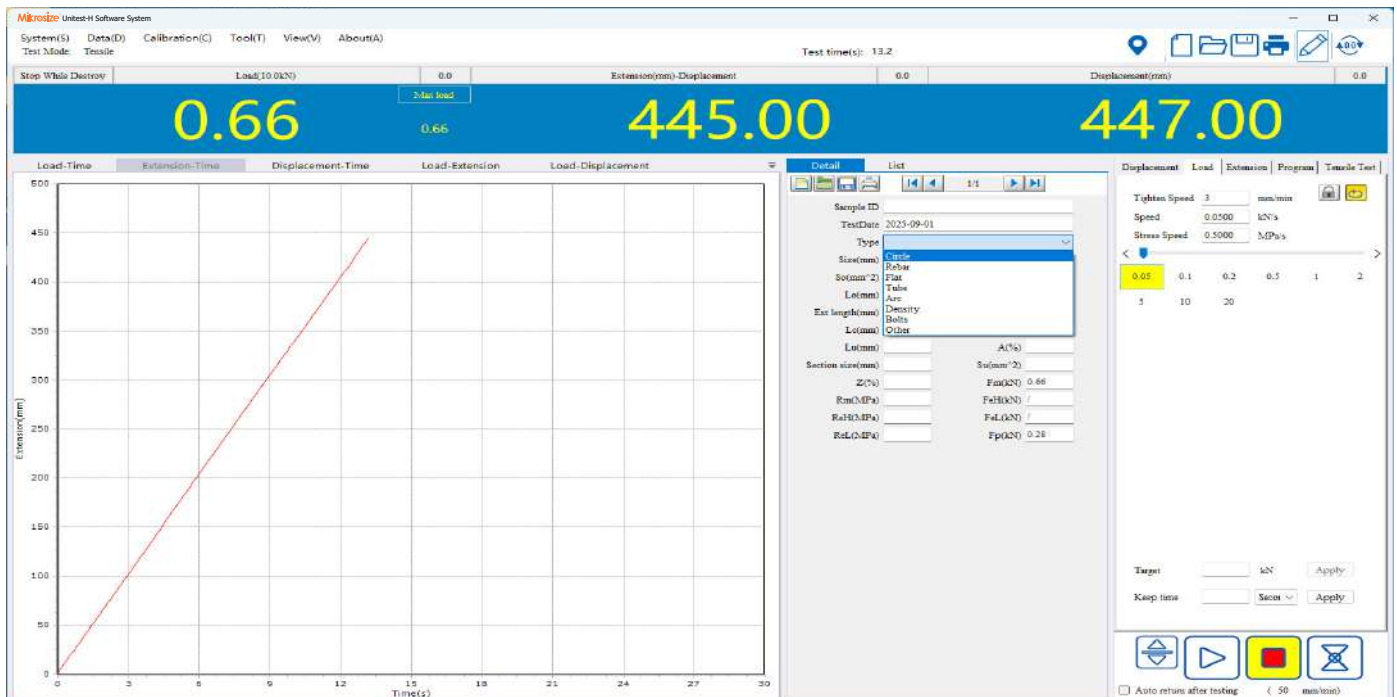 Mikrosize Unitest-H Software System
System(S) Data(D) Calibration(C) Tool(T) View(V) About(A)
Test Mode: Tensile
Test time(s): 13.2
Stop While Destroy Load(10.0kN) 0.0 Extension(mm)-Displacement 0.0 Displacement(mm) 0.0
0.66
Max load
0.66
445.00
447.00
Load-Time Extension-Time Displacement-Time Load-Extension Load-Displacement
500
450
400
350
300
250
200
150
100
50
0
Extension(mm)
0 3 6 9 12 15 18 21 24 27 30
Time(s)
Detail List
1/1
Sample ID
TestDate 2025-09-01
Type
Size(mm) Circle
Rebar
So(mm^2) Flat
Tube
Lo(mm) Arc
Ext length(mm) Density
Bolts
Lc(mm) Other
Lu(mm) A(%)
Section size(mm) Su(mm^2)
Z(%) Fm(kN) 0.66
Rm(MPa) FeH(kN) /
ReH(MPa) FeL(kN) /
ReL(MPa) Fp(kN) 0.28
Displacement Load Extension Program Tensile Test
Tighten Speed 3 mm/min
Speed 0.0500 kN/s
Stress Speed 0.5000 MPa/s
0.05 0.1 0.2 0.5 1 2
5 10 20
Target kN Apply
Keep time Secon Apply
Auto return after testing ( 50 mm/min)